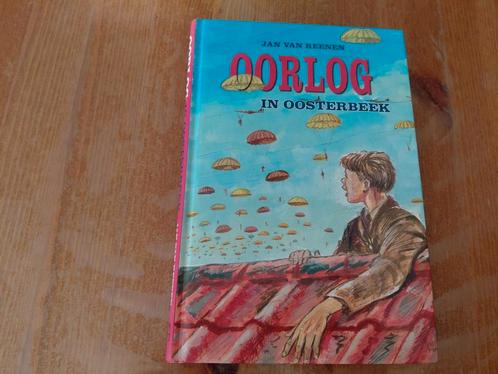 JAN VAN REENEN
OORLOG
IN OOSTERBEEK